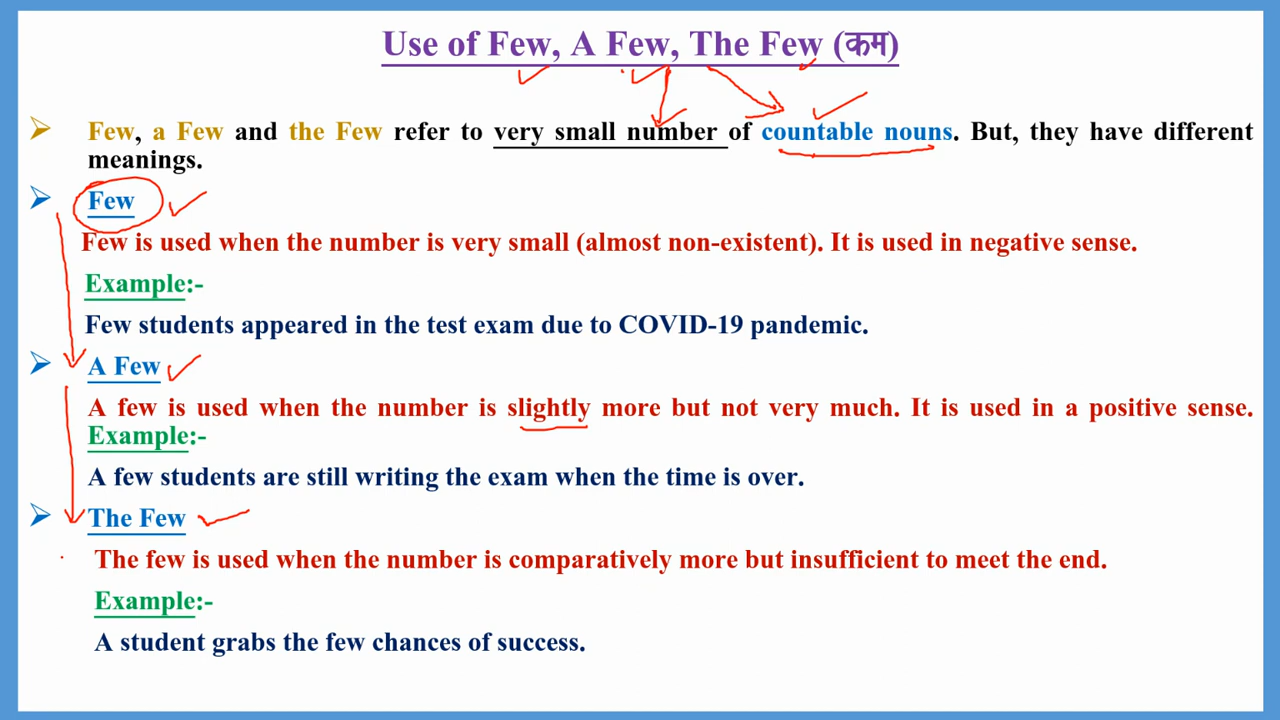 Use of Few, A Few, The Few (कम)
Few, a Few and the Few refer to very small number of countable nouns. But, they have different
meanings.
Few
Few is used when the number is very small (almost non-existent). It is used in negative sense.
Example:-
Few students appeared in the test exam due to COVID-19 pandemic.
A Few
A few is used when the number is slightly more but not very much. It is used in a positive sense.
Example:-
A few students are still writing the exam when the time is over.
The Few
The few is used when the number is comparatively more but insufficient to meet the end.
Example:-
A student grabs the few chances of success.